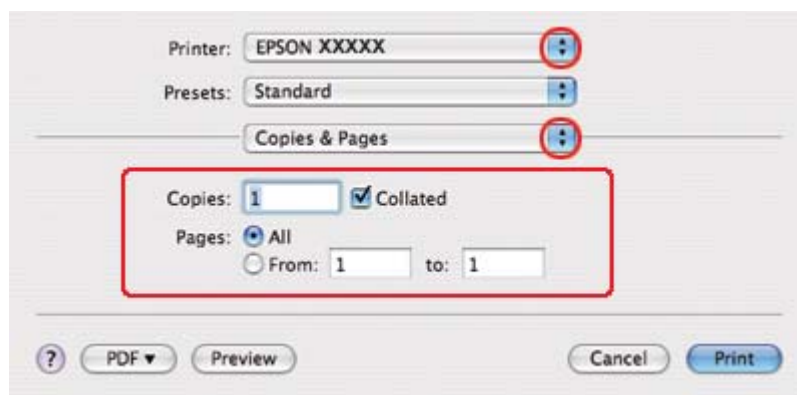 Printer: EPSON XXXXX
Presets: Standard
Copies & Pages
Copies: 1 Collated
Pages: All
From: 1 to: 1
? PDF Preview Cancel Print